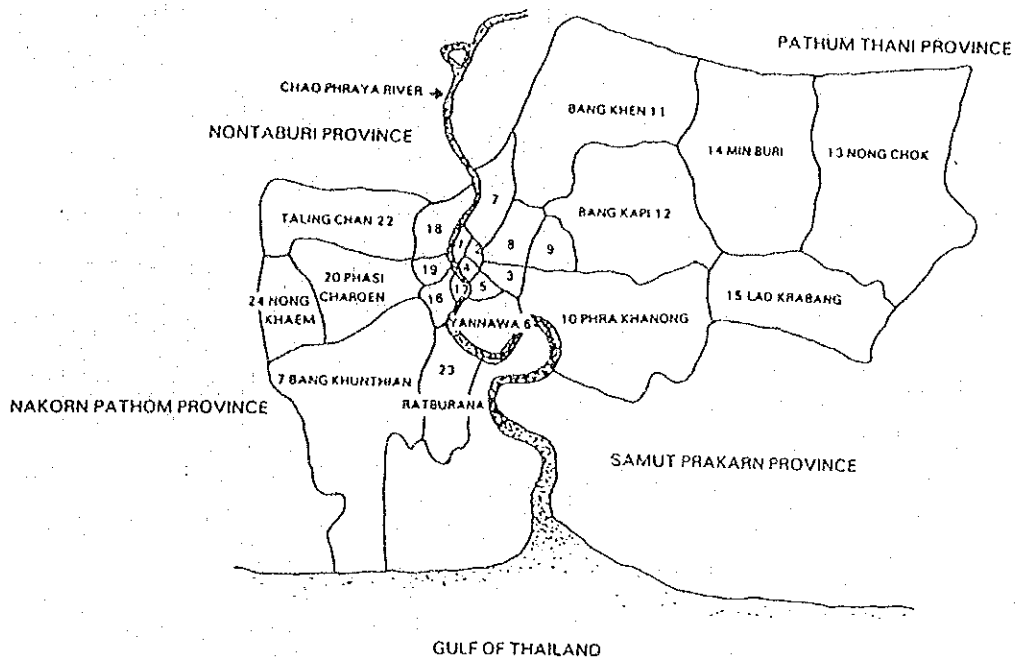 PATHUM THANI PROVINCE
CHAO PHRAYA RIVER
BANG KHEN 11
NONTABURI PROVINCE
14 MIN BURI
13 NONG CHOK
7
TALING CHAN 22
18
BANG KAPI 12
1
2
8
9
19
4
3
20 PHASI
CHAROEN
24 NONG
KHAEM
16
17
5
15 LAD KRABANG
YANNAWA 6
10 PHRA KHANONG
7 BANG KHUNTHIAN
23
RATBURANA
NAKORN PATHOM PROVINCE
SAMUT PRAKARN PROVINCE
GULF OF THAILAND